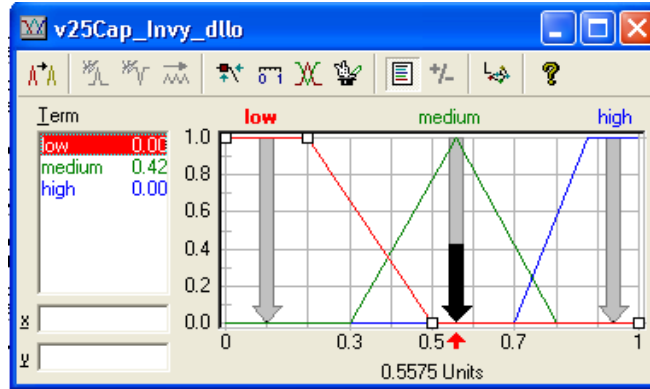 v25Cap_Invy_dllo
Term
low 0.00
medium 0.42
high 0.00
x
y
low medium high
1.0
0.8
0.6
0.4
0.2
0.0
0 0.3 0.5 0.7 1
0.5575 Units